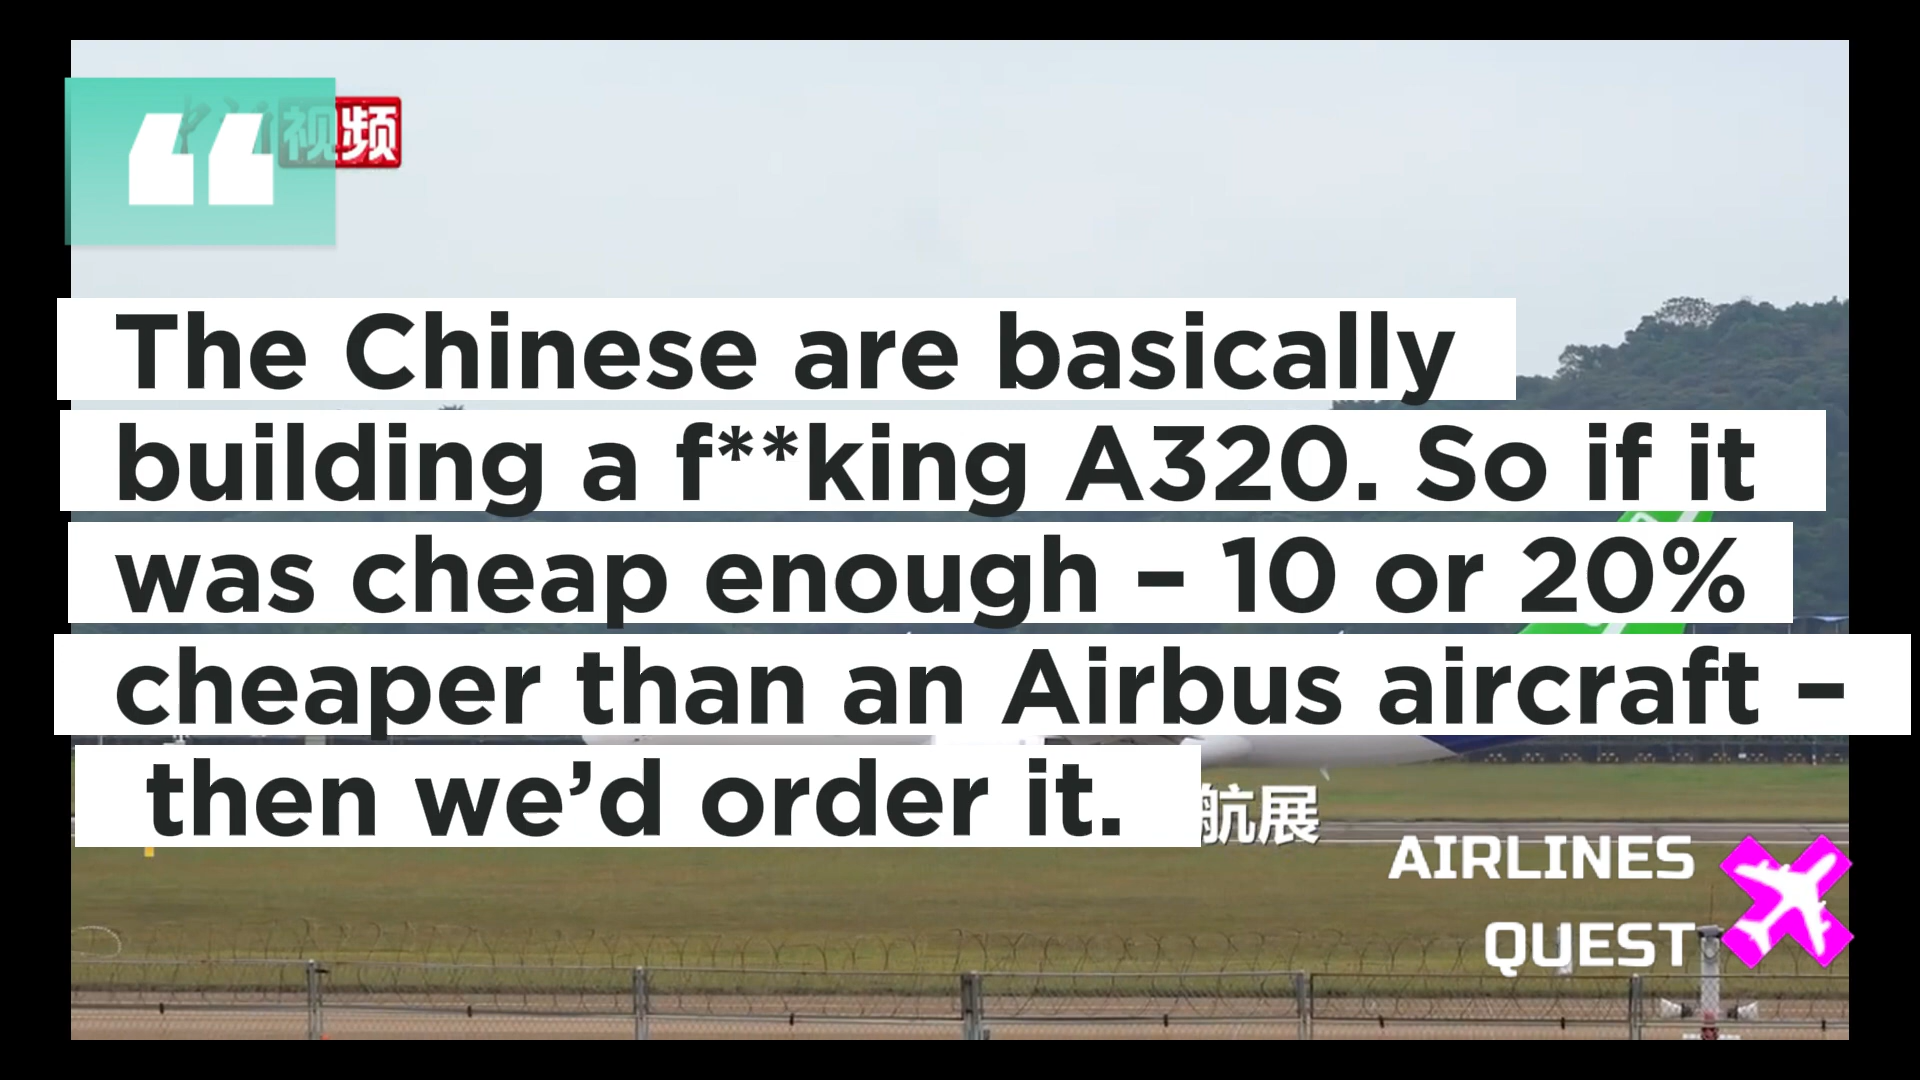 “
视频
The Chinese are basically
building a f**king A320. So if it
was cheap enough – 10 or 20%
cheaper than an Airbus aircraft –
then we’d order it.
航展
AIRLINES
QUEST